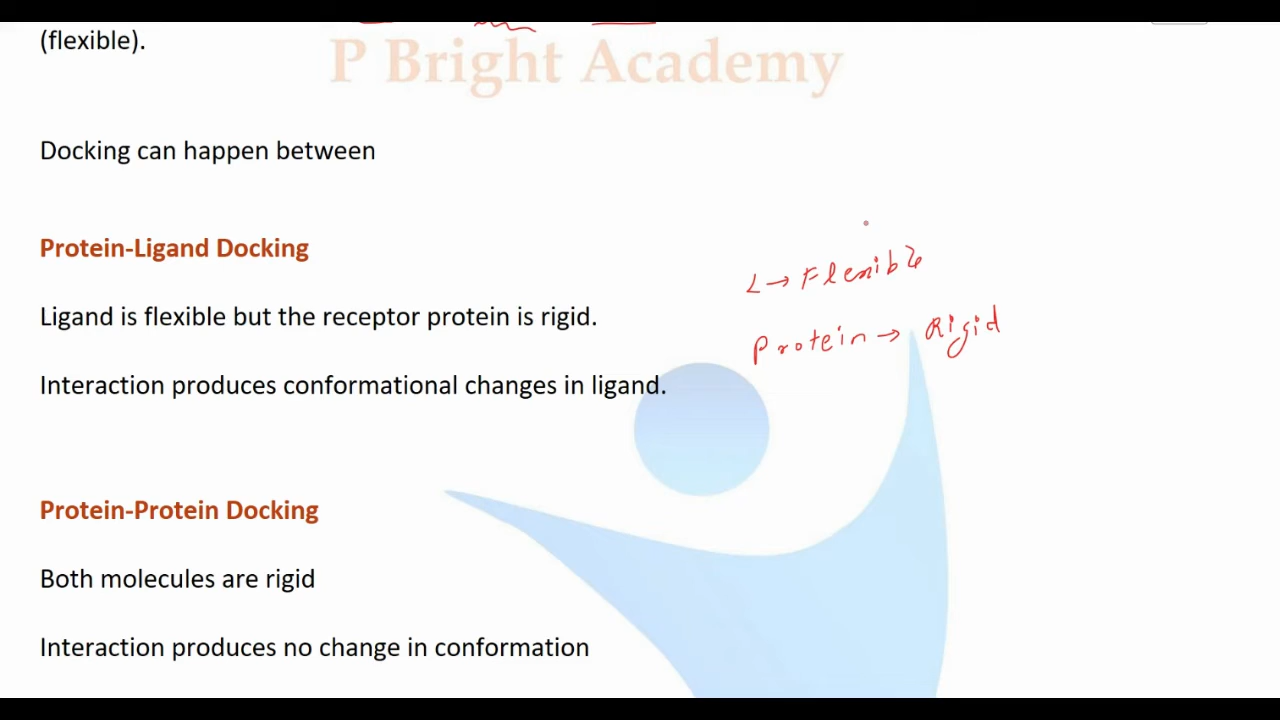 (flexible).
P Bright Academy
Docking can happen between
Protein-Ligand Docking
L → Flexible
Ligand is flexible but the receptor protein is rigid.
Protein → Rigid
Interaction produces conformational changes in ligand.
Protein-Protein Docking
Both molecules are rigid
Interaction produces no change in conformation